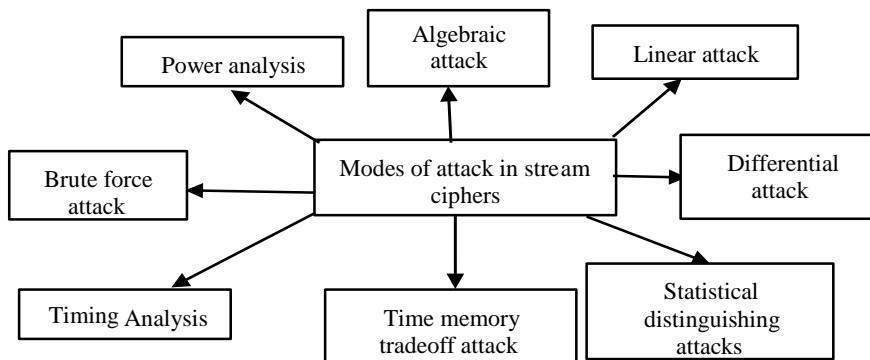 Algebraic
attack
Linear attack
Power analysis
Modes of attack in stream
ciphers
Differential
attack
Brute force
attack
Timing Analysis
Time memory
tradeoff attack
Statistical
distinguishing
attacks